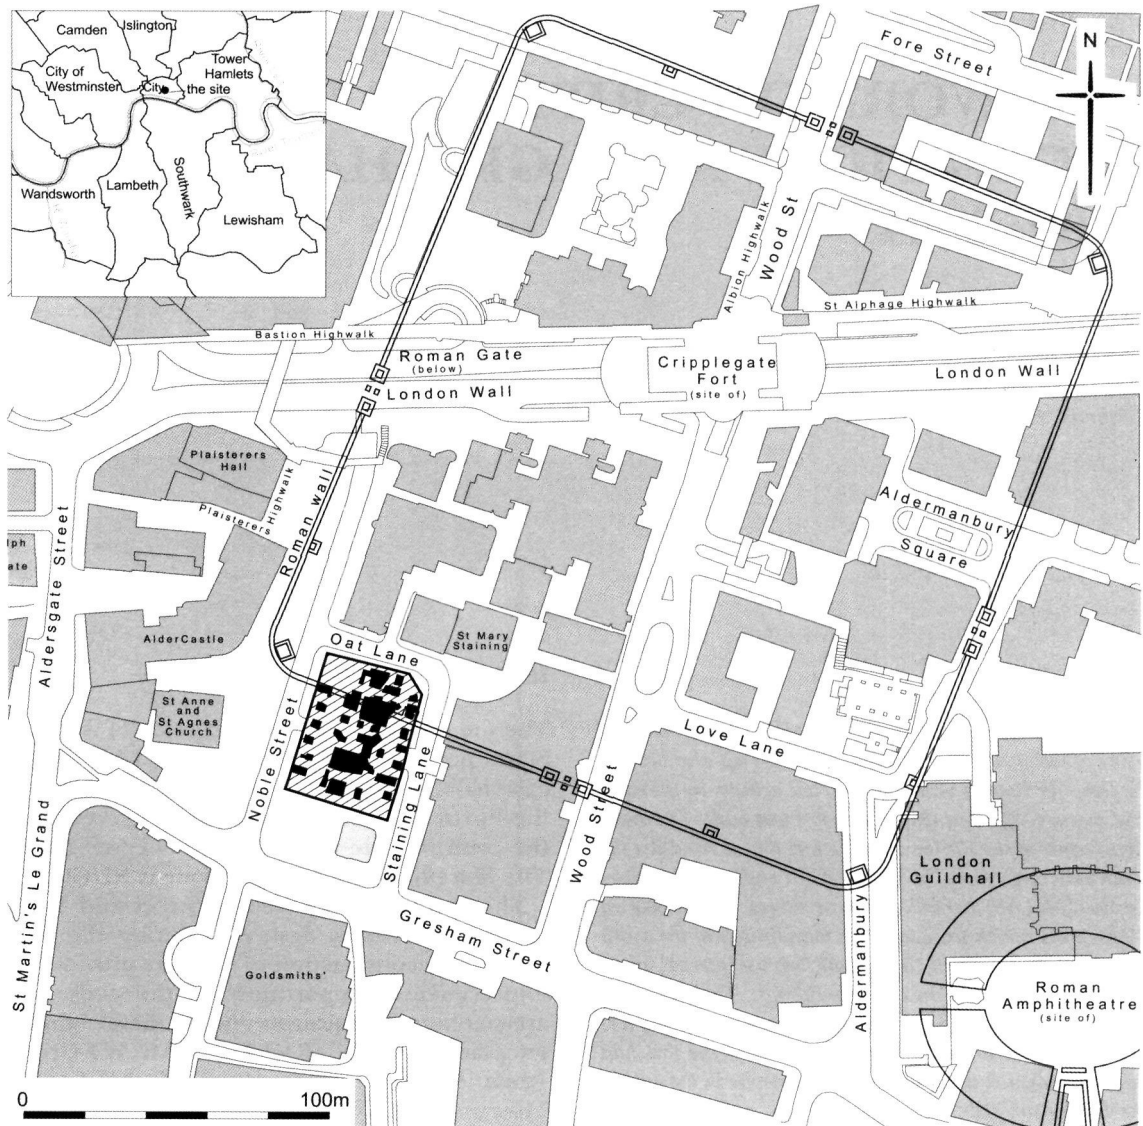 Camden
Islington
City of
Westminster
Tower
Hamlets
City
the site
Wandsworth
Lambeth
Southwark
Lewisham
N
Fore Street
Wood St
Albion Highwalk
St Alphage Highwalk
Bastion Highwalk
Roman Gate
(below)
London Wall
Cripplegate
Fort
(site of)
London Wall
Plaisterers
Hall
Plaisterers Highwalk
Roman wall
Aldersgate Street
lph
ate
Aldermanbury
Square
AlderCastle
St Mary
Staining
Oat Lane
St Anne
and
St Agnes
Church
Noble Street
Staining Lane
Love Lane
Wood Street
St Martin's Le Grand
London
Guildhall
Aldermanbury
Gresham Street
Goldsmiths'
Roman
Amphitheatre
(site of)
0 100m